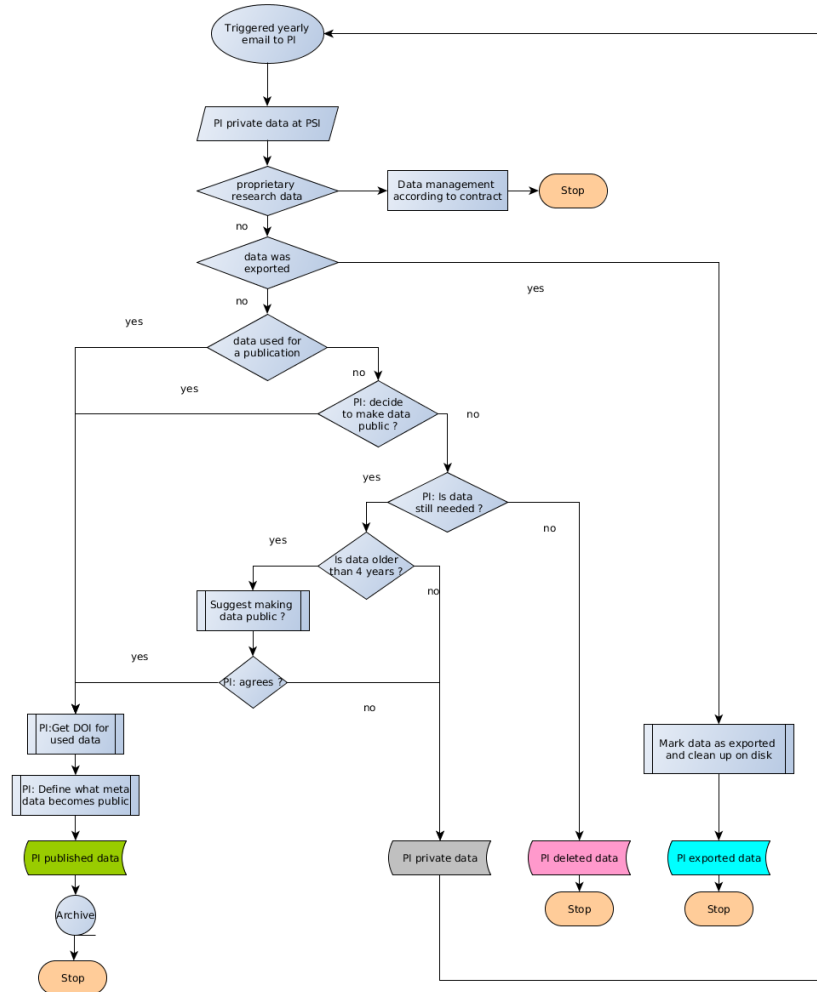 Triggered yearly
email to PI
PI private data at PSI
proprietary
research data
Data management
according to contract
Stop
no
data was
exported
yes
no
yes
data used for
a publication
no
yes
PI: decide
to make data
public ?
no
yes
PI: Is data
still needed ?
no
yes
Is data older
than 4 years ?
no
Suggest making
data public ?
yes
PI: agrees ?
no
PI:Get DOI for
used data
Mark data as exported
and clean up on disk
PI: Define what meta
data becomes public
PI published data
PI private data
PI deleted data
PI exported data
Archive
Stop
Stop
Stop